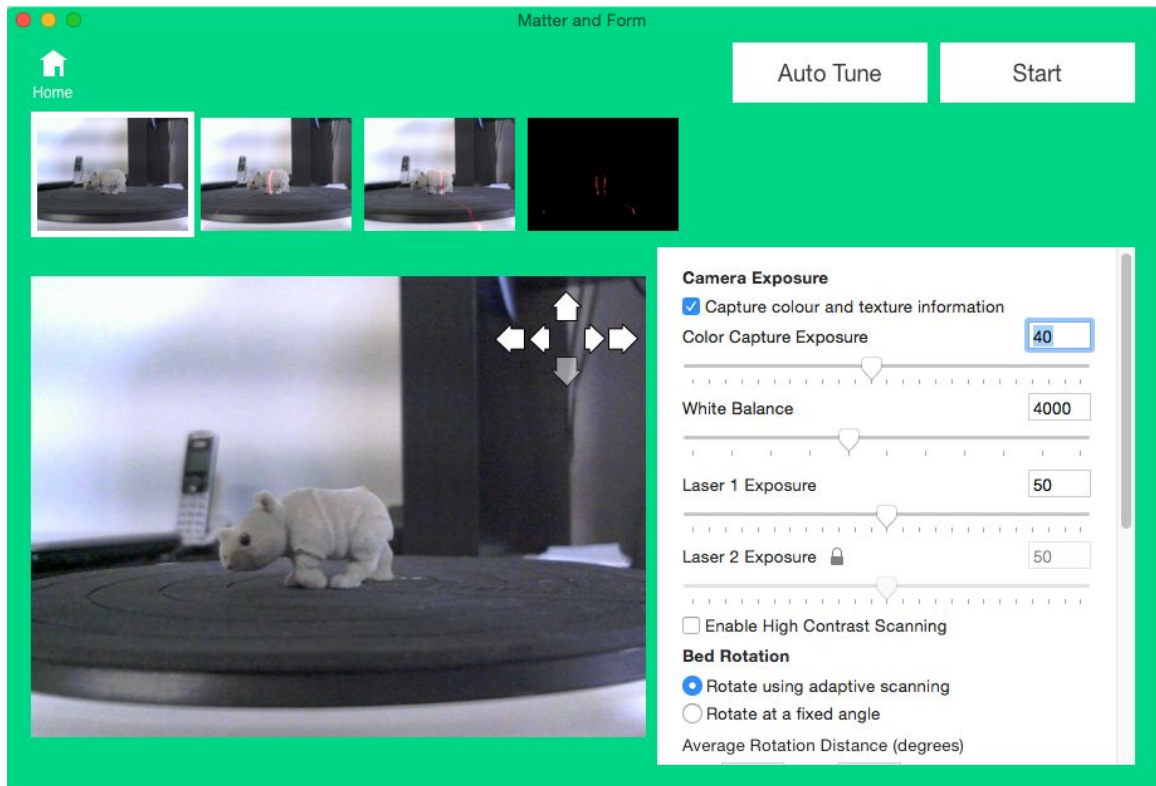 Matter and Form
Home
Auto Tune
Start
Camera Exposure
Capture colour and texture information
Color Capture Exposure 40
White Balance 4000
Laser 1 Exposure 50
Laser 2 Exposure 50
Enable High Contrast Scanning
Bed Rotation
Rotate using adaptive scanning
Rotate at a fixed angle
Average Rotation Distance (degrees)